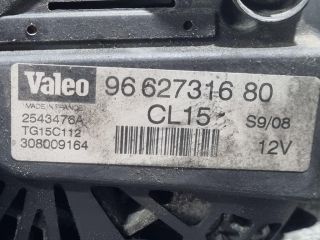 Valeo 96 627316 80
MADE IN FRANCE CL15 S9/08
2543476A
TG15C112 12V
308009164